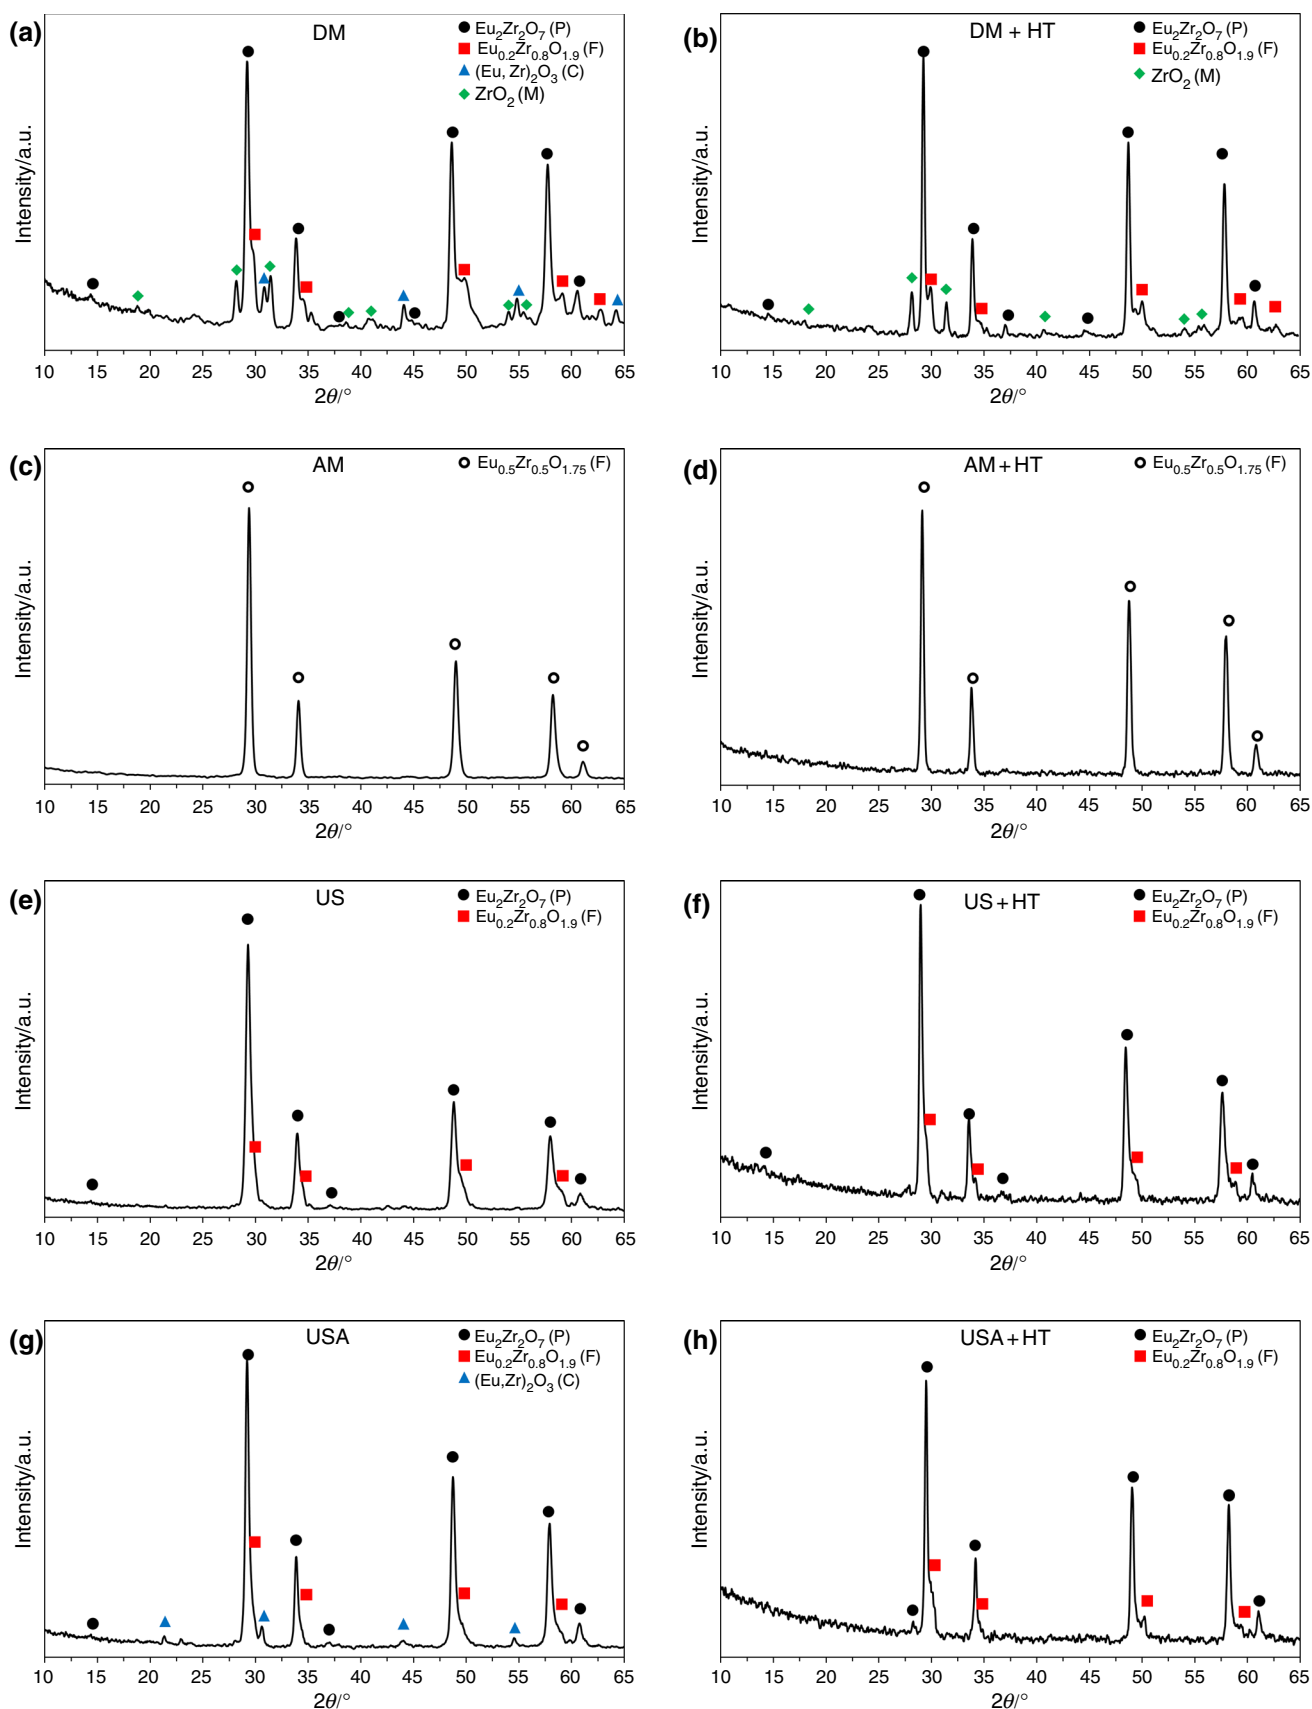 (a)
DM
Eu2Zr2O7 (P)
Eu0.2Zr0.8O1.9 (F)
(Eu, Zr)2O3 (C)
ZrO2 (M)
Intensity/a.u.
10 15 20 25 30 35 40 45 50 55 60 65
2θ/°
(b)
DM + HT
Eu2Zr2O7 (P)
Eu0.2Zr0.8O1.9 (F)
ZrO2 (M)
Intensity/a.u.
10 15 20 25 30 35 40 45 50 55 60 65
2θ/°
(c)
AM
Eu0.5Zr0.5O1.75 (F)
Intensity/a.u.
10 15 20 25 30 35 40 45 50 55 60 65
2θ/°
(d)
AM + HT
Eu0.5Zr0.5O1.75 (F)
Intensity/a.u.
10 15 20 25 30 35 40 45 50 55 60 65
2θ/°
(e)
US
Eu2Zr2O7 (P)
Eu0.2Zr0.8O1.9 (F)
Intensity/a.u.
10 15 20 25 30 35 40 45 50 55 60 65
2θ/°
(f)
US + HT
Eu2Zr2O7 (P)
Eu0.2Zr0.8O1.9 (F)
Intensity/a.u.
10 15 20 25 30 35 40 45 50 55 60 65
2θ/°
(g)
USA
Eu2Zr2O7 (P)
Eu0.2Zr0.8O1.9 (F)
(Eu,Zr)2O3 (C)
Intensity/a.u.
10 15 20 25 30 35 40 45 50 55 60 65
2θ/°
(h)
USA + HT
Eu2Zr2O7 (P)
Eu0.2Zr0.8O1.9 (F)
Intensity/a.u.
10 15 20 25 30 35 40 45 50 55 60 65
2θ/°